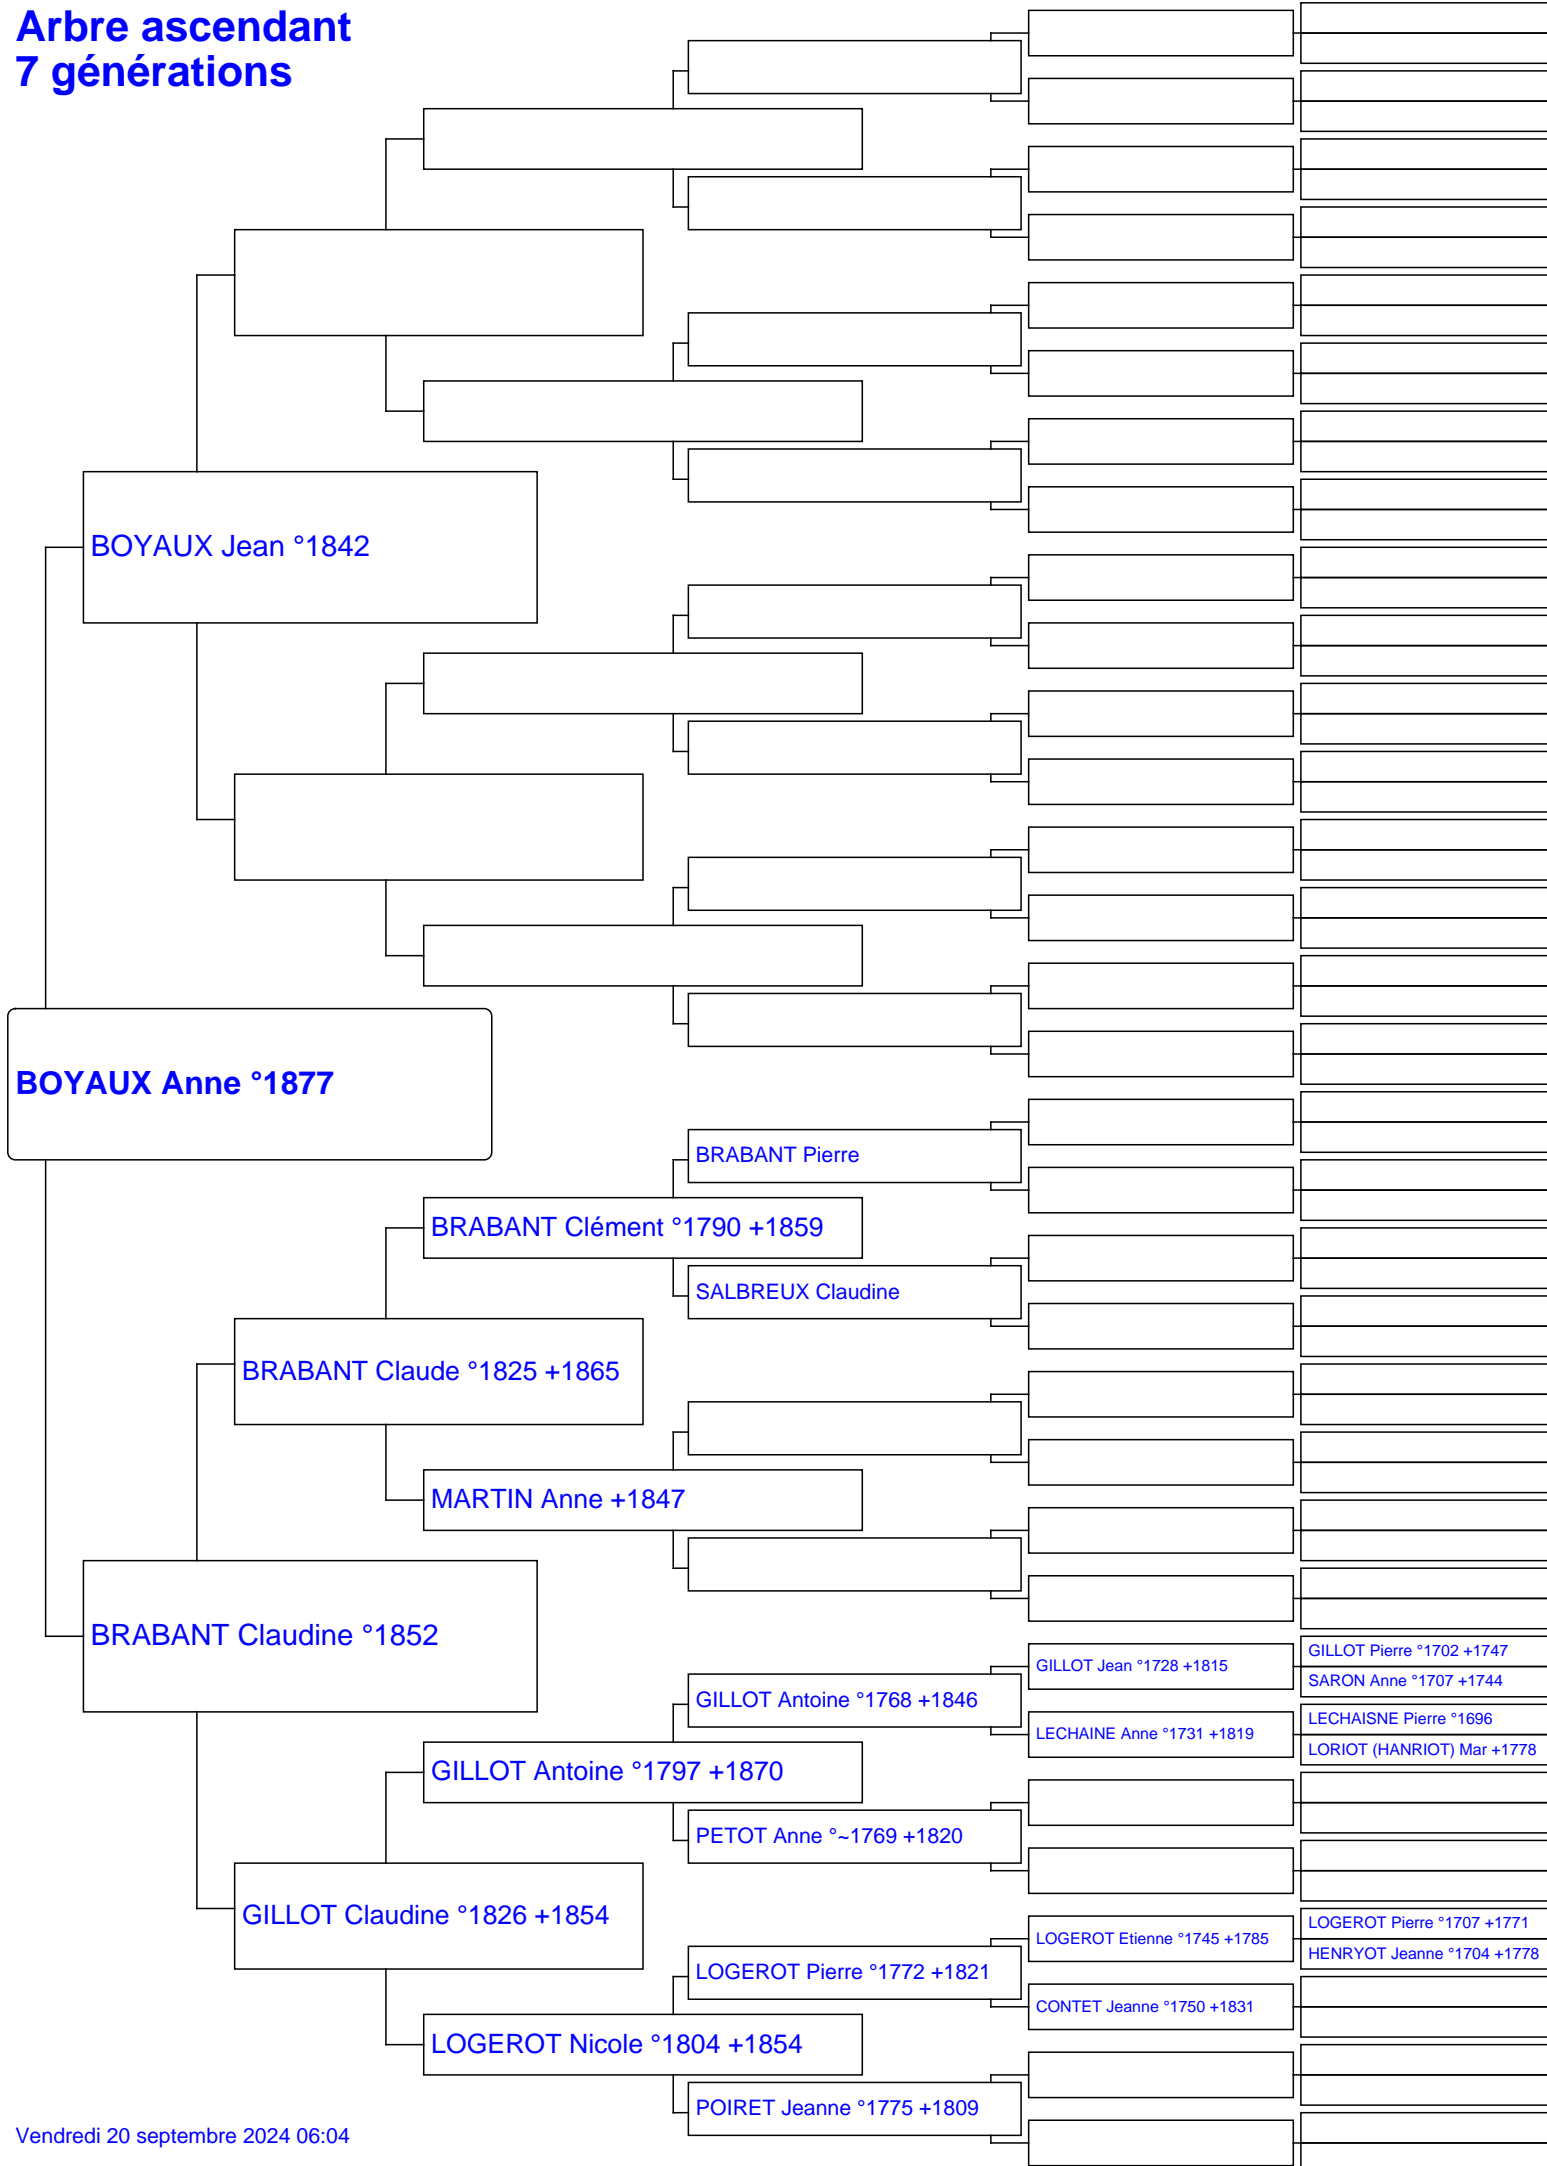 Arbre ascendant
7 générations
BOYAUX Jean °1842
BOYAUX Anne °1877
BRABANT Pierre
BRABANT Clément °1790 +1859
SALBREUX Claudine
BRABANT Claude °1825 +1865
MARTIN Anne +1847
BRABANT Claudine °1852
GILLOT Pierre °1702 +1747
GILLOT Jean °1728 +1815
SARON Anne °1707 +1744
GILLOT Antoine °1768 +1846
LECHAISNE Pierre °1696
LECHAINE Anne °1731 +1819
LORIOT (HANRIOT) Mar +1778
GILLOT Antoine °1797 +1870
PETOT Anne °~1769 +1820
GILLOT Claudine °1826 +1854
LOGEROT Pierre °1707 +1771
LOGEROT Etienne °1745 +1785
HENRYOT Jeanne °1704 +1778
LOGEROT Pierre °1772 +1821
CONTET Jeanne °1750 +1831
LOGEROT Nicole °1804 +1854
POIRET Jeanne °1775 +1809
Vendredi 20 septembre 2024 06:04